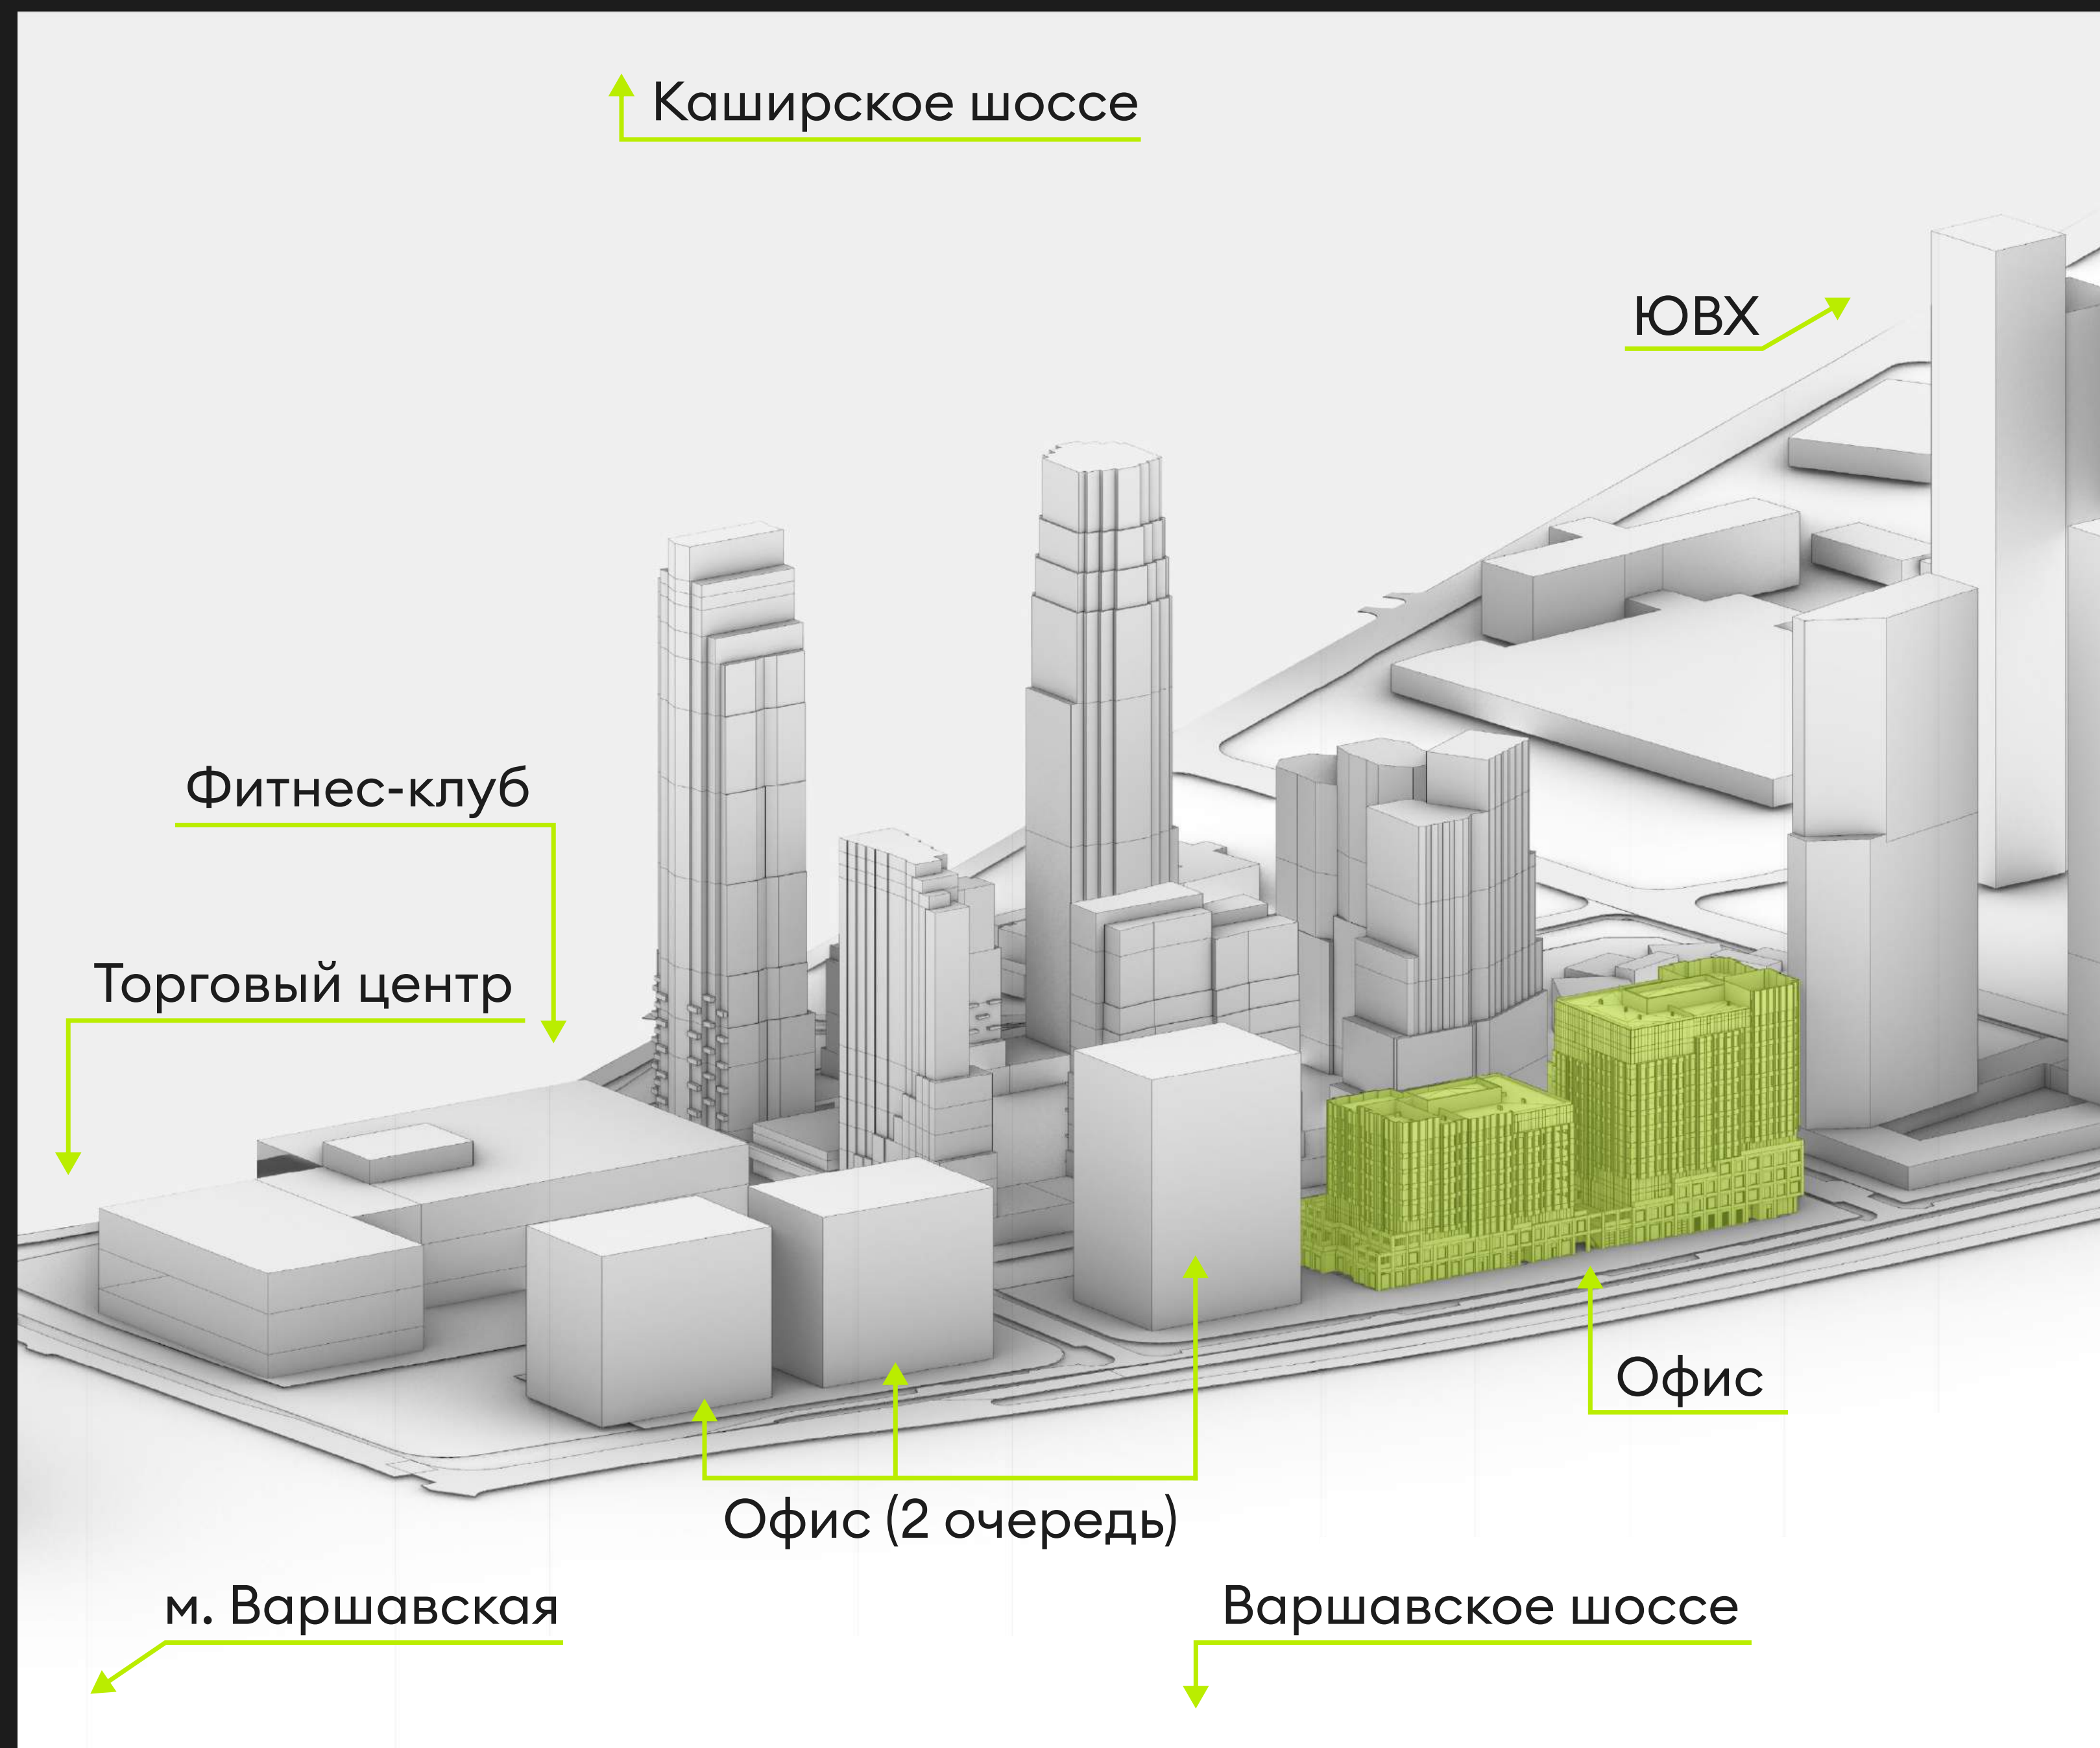 Каширское шоссе
ЮВХ
Фитнес-клуб
Торговый центр
Офис
Офис (2 очередь)
м. Варшавская
Варшавское шоссе